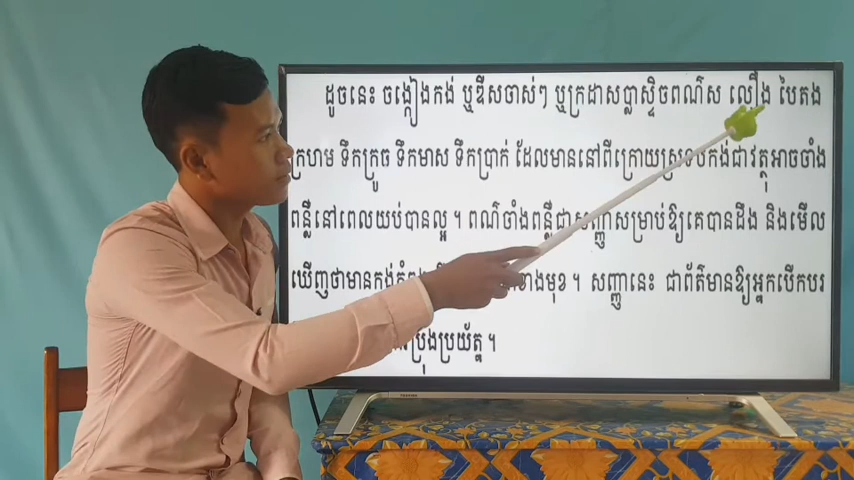 ដូចនេះ ចង្កៀងកង់ ឬឌីសចាស់ៗ ឬក្រដាសប្លាស្ទិចពណ៌ស លឿង បៃតង
ក្រហម ទឹកក្រូច ទឹកមាស ទឹកប្រាក់ ដែលមាននៅពីក្រោយ កង់ជាវត្ថុអាចចាំង
ពន្លឺនៅពេលយប់បានល្អ។ ពណ៌ចាំងពន្លឺជាសញ្ញាសម្រាប់ឱ្យគេបានដឹង និងមើល
ឃើញថាមានកង់ ខាងមុខ។ សញ្ញានេះ ជាព័ត៌មានឱ្យអ្នកបើកបរ
ប្រុងប្រយ័ត្ន។
TOSHIBA